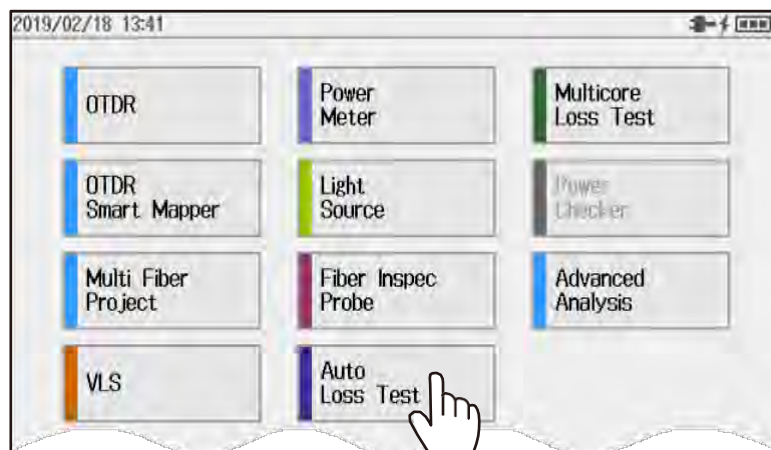 2019/02/18 13:41
OTDR
Power
Meter
Multicore
Loss Test
OTDR
Smart Mapper
Light
Source
Power
Checker
Multi Fiber
Project
Fiber Inspec
Probe
Advanced
Analysis
VLS
Auto
Loss Test